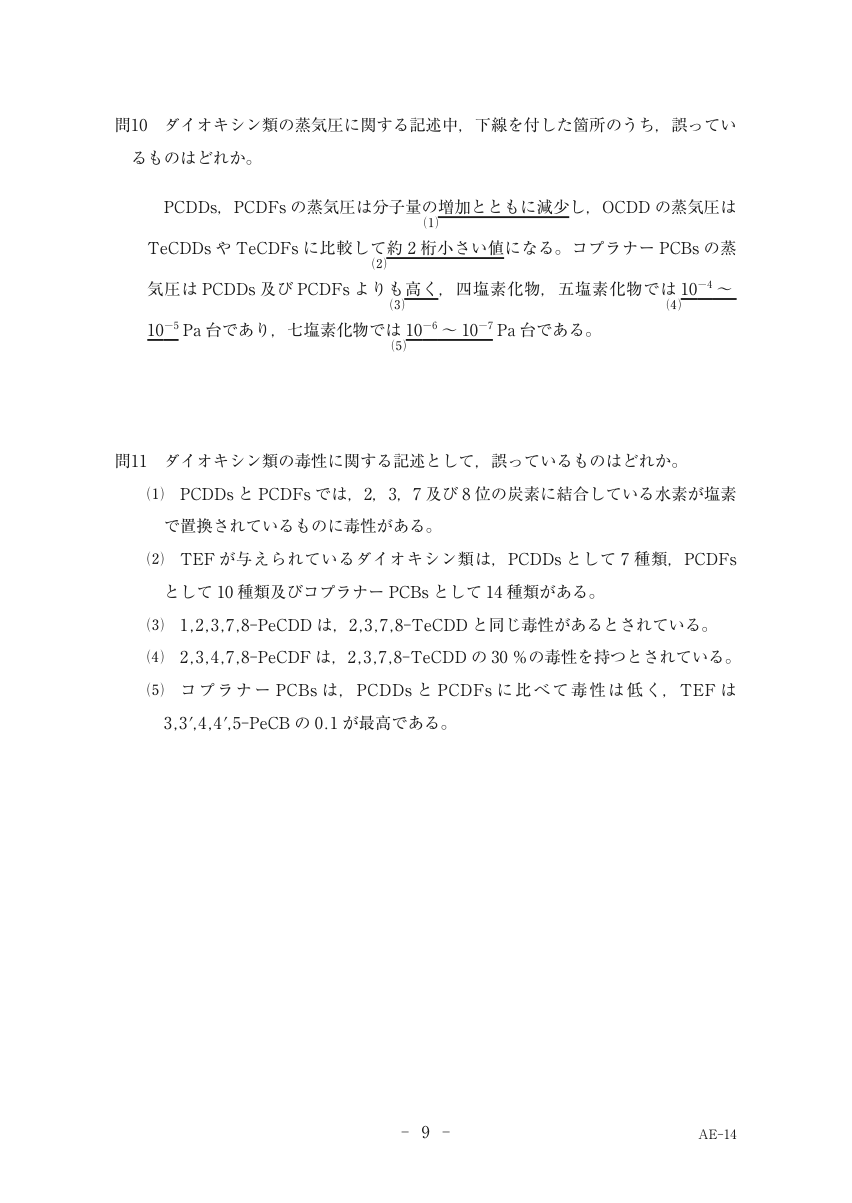 問10　ダイオキシン類の蒸気圧に関する記述中，下線を付した箇所のうち，誤ってい
るものはどれか。
PCDDs，PCDFs の蒸気圧は分子量の増加とともに減少し，OCDD の蒸気圧は
(1)
TeCDDs や TeCDFs に比較して約 2 桁小さい値になる。コプラナー PCBs の蒸
(2)
気圧は PCDDs 及び PCDFs よりも高く，四塩素化物，五塩素化物では 10⁻⁴ ～
(3) (4)
10⁻⁵ Pa 台であり，七塩素化物では 10⁻⁶ ～ 10⁻⁷ Pa 台である。
(5)
問11　ダイオキシン類の毒性に関する記述として，誤っているものはどれか。
(1)　PCDDs と PCDFs では，2，3，7 及び 8 位の炭素に結合している水素が塩素
で置換されているものに毒性がある。
(2)　TEF が与えられているダイオキシン類は，PCDDs として 7 種類，PCDFs
として 10 種類及びコプラナー PCBs として 14 種類がある。
(3)　1,2,3,7,8-PeCDD は，2,3,7,8-TeCDD と同じ毒性があるとされている。
(4)　2,3,4,7,8-PeCDF は，2,3,7,8-TeCDD の 30 %の毒性を持つとされている。
(5)　コプラナー PCBs は，PCDDs と PCDFs に比べて毒性は低く，TEF は
3,3′,4,4′,5-PeCB の 0.1 が最高である。
- 9 -
AE-14